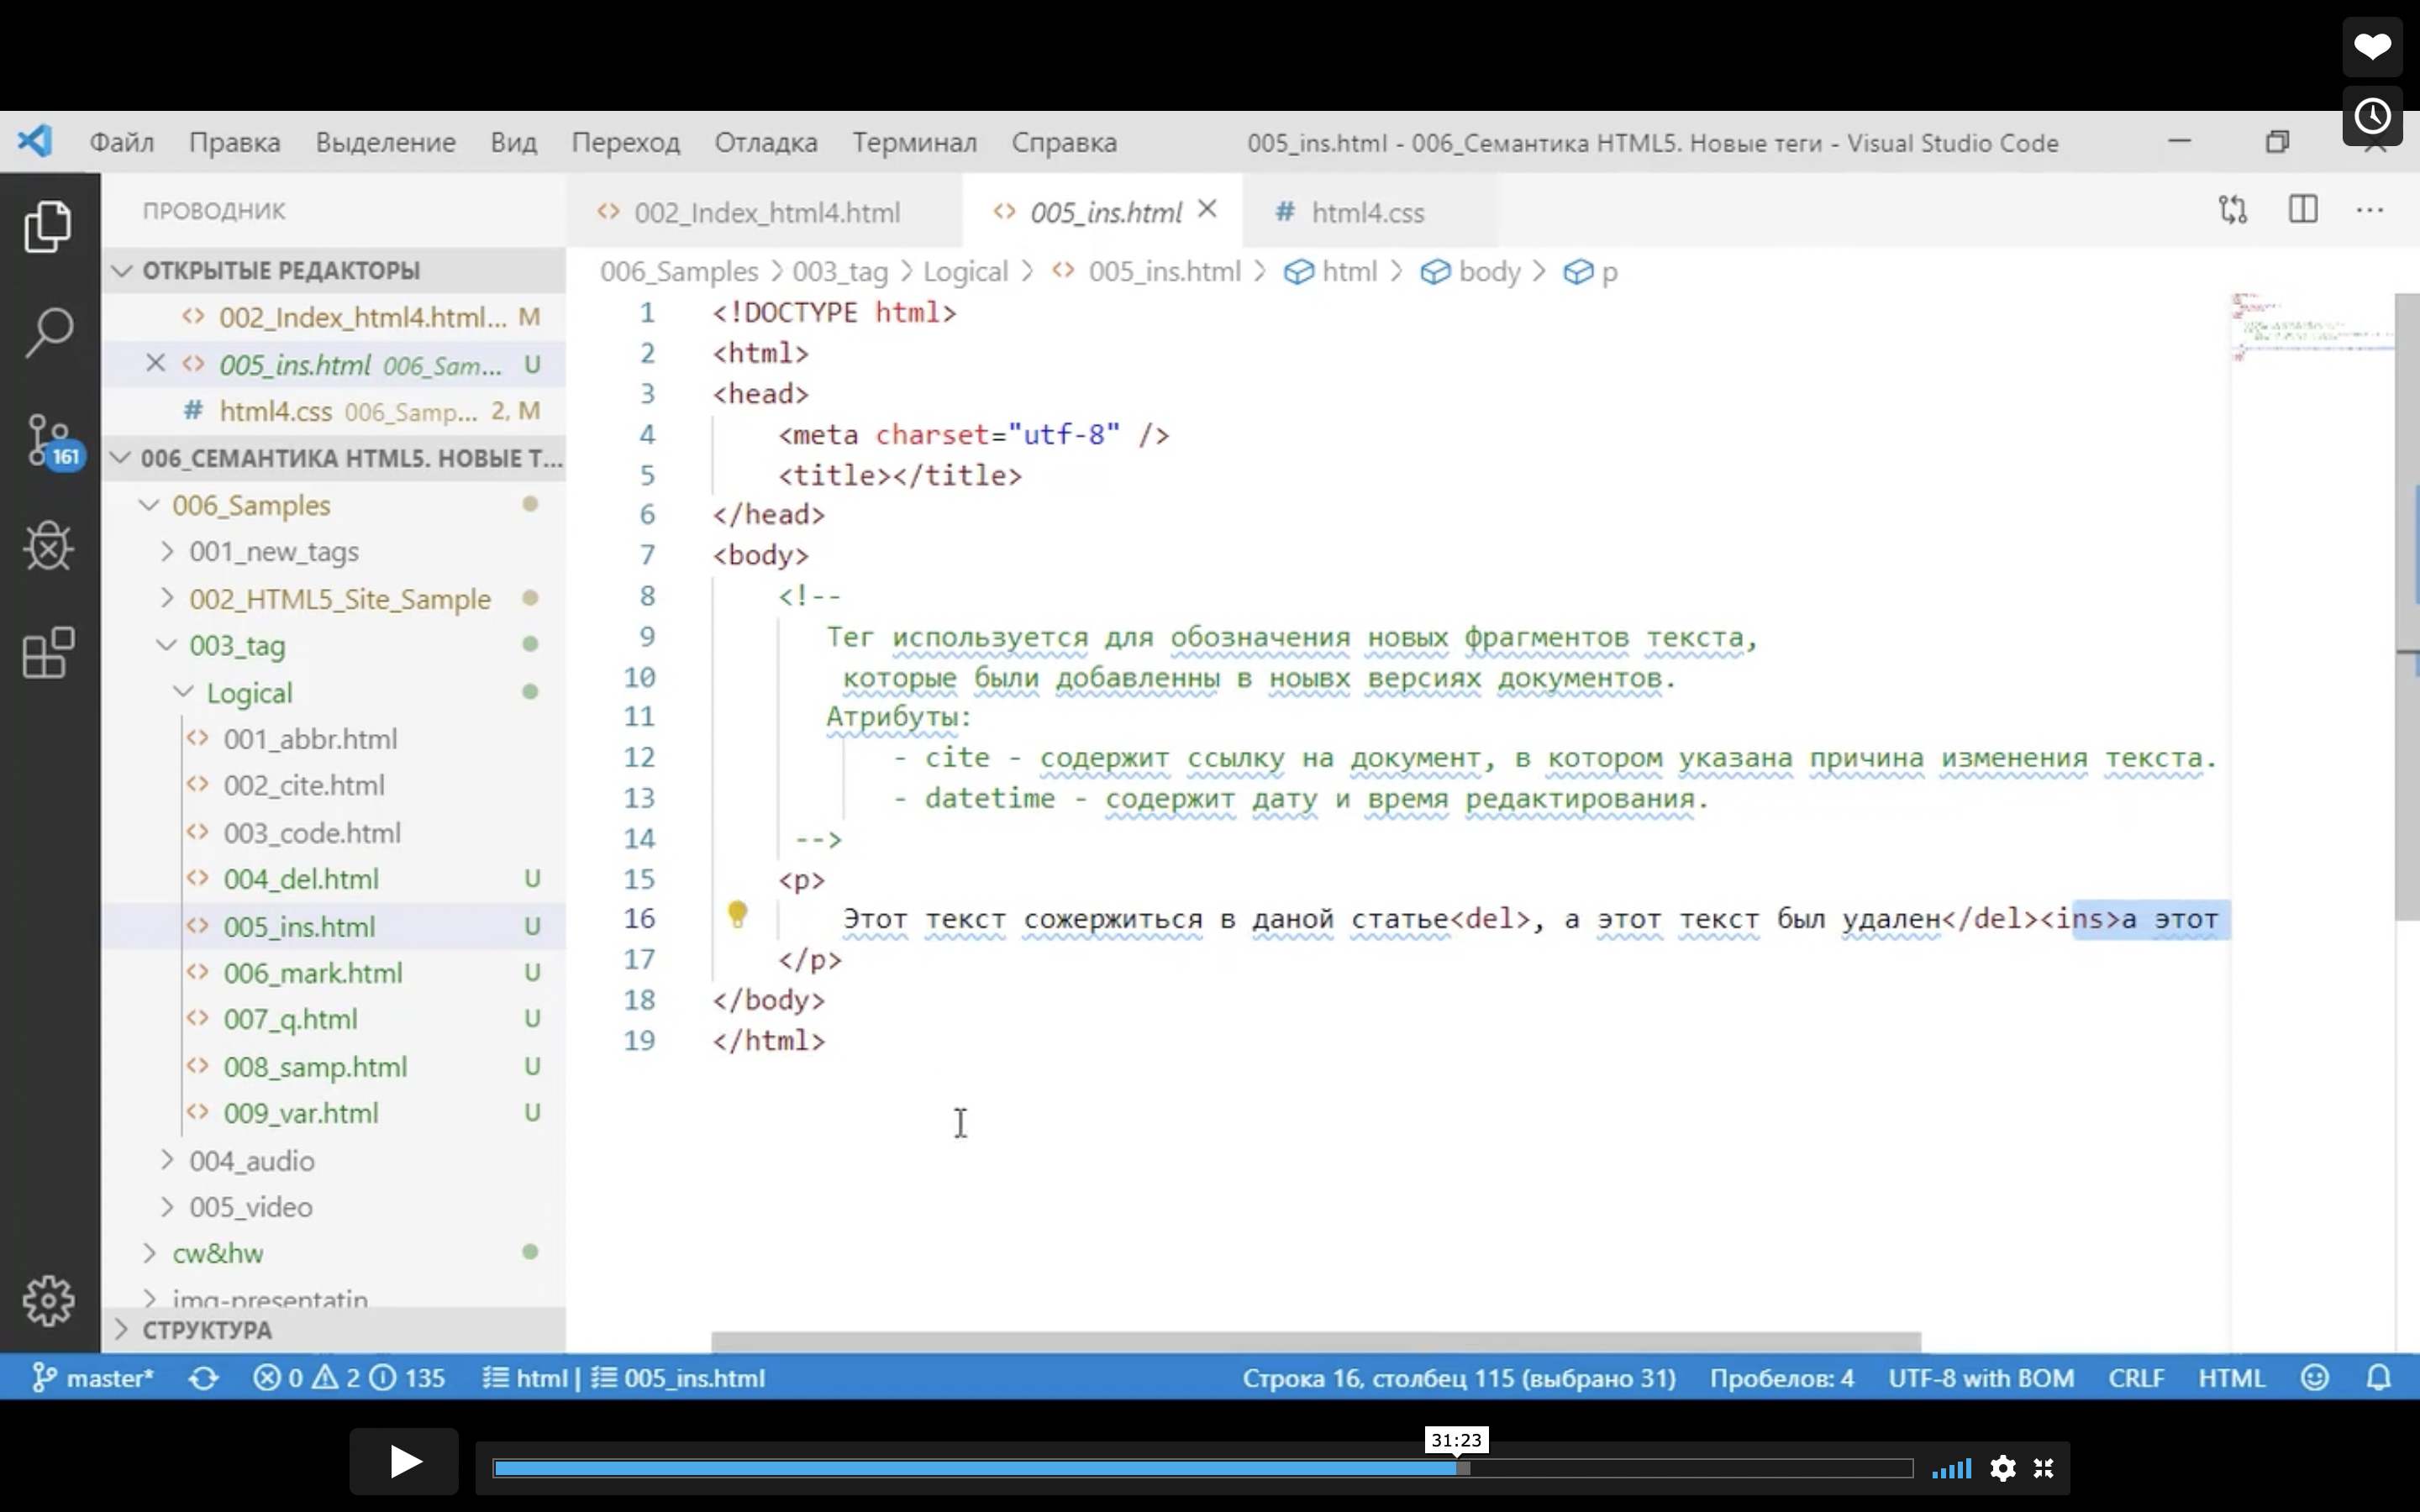 Файл Правка Выделение Вид Переход Отладка Терминал Справка 005_ins.html - 006_Семантика HTML5. Новые теги - Visual Studio Code
ПРОВОДНИК
002_Index_html4.html 005_ins.html html4.css
ОТКРЫТЫЕ РЕДАКТОРЫ
002_Index_html4.html... M
005_ins.html 006_Sam... U
html4.css 006_Samp... 2, M
161
006_СЕМАНТИКА HTML5. НОВЫЕ Т...
006_Samples
001_new_tags
002_HTML5_Site_Sample
003_tag
Logical
001_abbr.html
002_cite.html
003_code.html
004_del.html U
005_ins.html U
006_mark.html U
007_q.html U
008_samp.html U
009_var.html U
004_audio
005_video
cw&hw
img-presentatin
СТРУКТУРА
006_Samples > 003_tag > Logical > 005_ins.html > html > body > p
1 <!DOCTYPE html>
2 <html>
3 <head>
4 <meta charset="utf-8" />
5 <title></title>
6 </head>
7 <body>
8 <!--
9 Тег используется для обозначения новых фрагментов текста,
10 которые были добавленны в ноывх версиях документов.
11 Атрибуты:
12 - cite - содержит ссылку на документ, в котором указана причина изменения текста.
13 - datetime - содержит дату и время редактирования.
14 -->
15 <p>
16 Этот текст сожержиться в даной статье<del>, а этот текст был удален</del><ins>а этот
17 </p>
18 </body>
19 </html>
master* 0 2 135 html | 005_ins.html Строка 16, столбец 115 (выбрано 31) Пробелов: 4 UTF-8 with BOM CRLF HTML
31:23